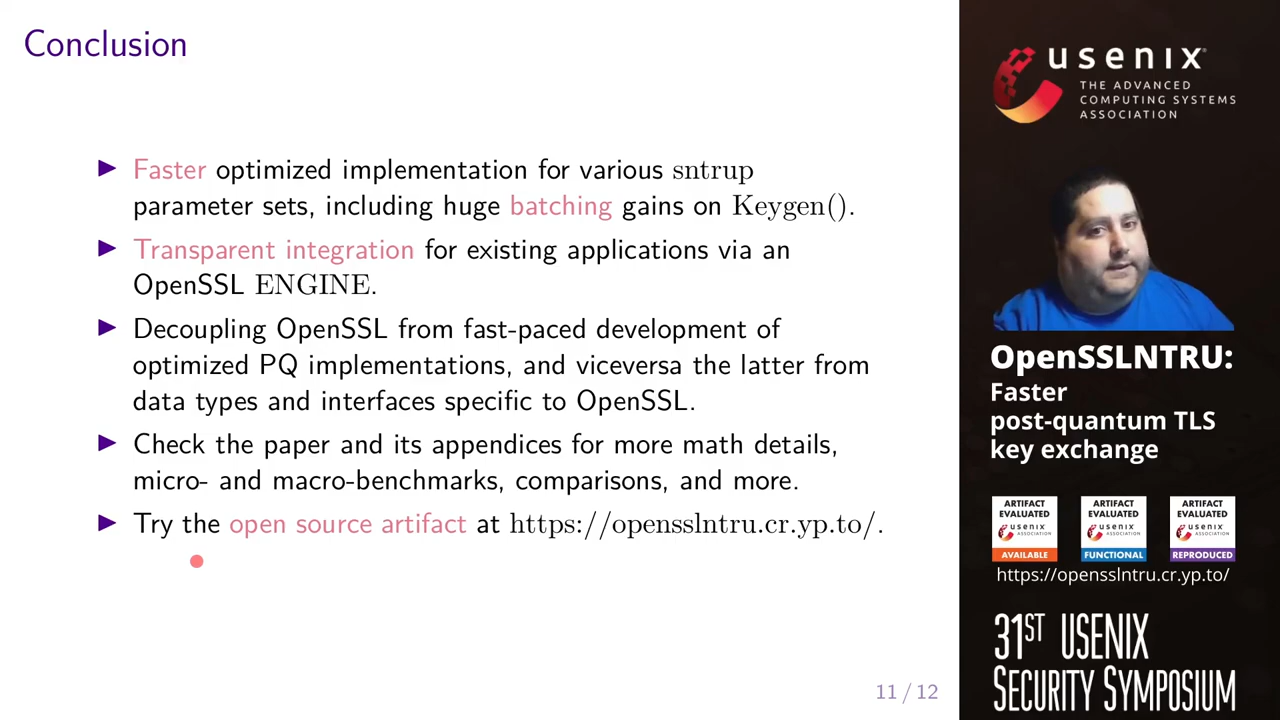 Conclusion
Faster optimized implementation for various sntrup
parameter sets, including huge batching gains on Keygen().
Transparent integration for existing applications via an
OpenSSL ENGINE.
Decoupling OpenSSL from fast-paced development of
optimized PQ implementations, and viceversa the latter from
data types and interfaces specific to OpenSSL.
Check the paper and its appendices for more math details,
micro- and macro-benchmarks, comparisons, and more.
Try the open source artifact at https://opensslntru.cr.yp.to/.
11 / 12
usenix
THE ADVANCED
COMPUTING SYSTEMS
ASSOCIATION
OpenSSLNTRU:
Faster
post-quantum TLS
key exchange
ARTIFACT
EVALUATED
usenix
ASSOCIATION
AVAILABLE
ARTIFACT
EVALUATED
usenix
ASSOCIATION
FUNCTIONAL
ARTIFACT
EVALUATED
usenix
ASSOCIATION
REPRODUCED
https://opensslntru.cr.yp.to/
31ST USENIX
SECURITY SYMPOSIUM